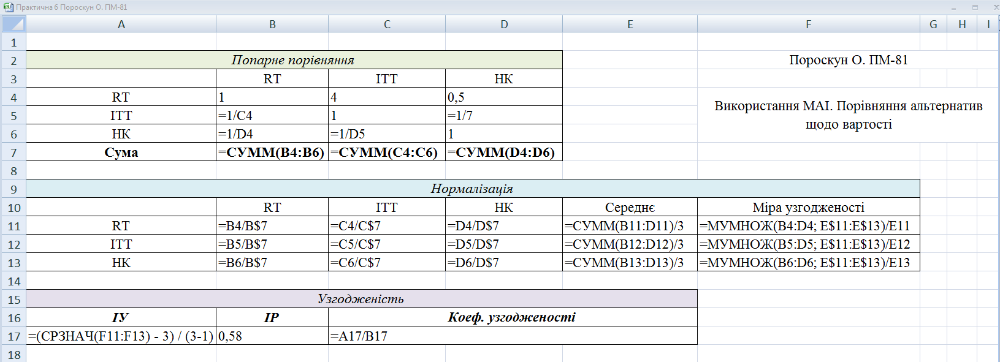 Практична 6 Пороскун О. ПМ-81
A B C D E F G H I
1
2 Попарне порівняння Пороскун О. ПМ-81
3 RT ITT НК
4 RT 1 4 0,5
Використання МАІ. Порівняння альтернатив
5 ITT =1/C4 1 =1/7
щодо вартості
6 НК =1/D4 =1/D5 1
7 Сума =СУММ(B4:B6) =СУММ(C4:C6) =СУММ(D4:D6)
8
9 Нормалізація
10 RT ITT НК Середнє Міра узгодженості
11 RT =B4/B$7 =C4/C$7 =D4/D$7 =СУММ(B11:D11)/3 =МУМНОЖ(B4:D4; E$11:E$13)/E11
12 ITT =B5/B$7 =C5/C$7 =D5/D$7 =СУММ(B12:D12)/3 =МУМНОЖ(B5:D5; E$11:E$13)/E12
13 НК =B6/B$7 =C6/C$7 =D6/D$7 =СУММ(B13:D13)/3 =МУМНОЖ(B6:D6; E$11:E$13)/E13
14
15 Узгодженість
16 ІУ ІР Коеф. узгодженості
17 =(СРЗНАЧ(F11:F13) - 3) / (3-1) 0,58 =A17/B17
18